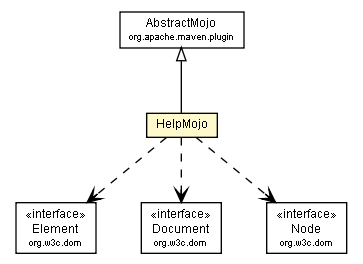 AbstractMojo
org.apache.maven.plugin
HelpMojo
«interface» «interface» «interface»
Element Document Node
org.w3c.dom org.w3c.dom org.w3c.dom